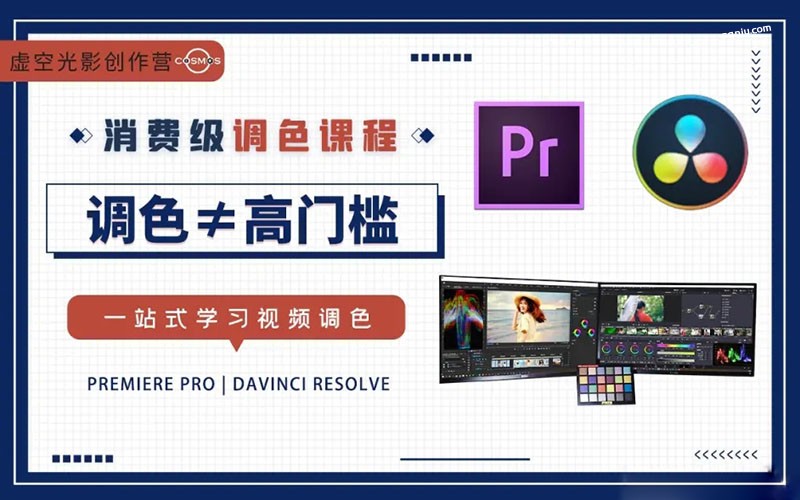 虚空光影创作营 COSMOS
消费级调色课程
调色≠高门槛
一站式学习视频调色
PREMIERE PRO | DAVINCI RESOLVE
Pr